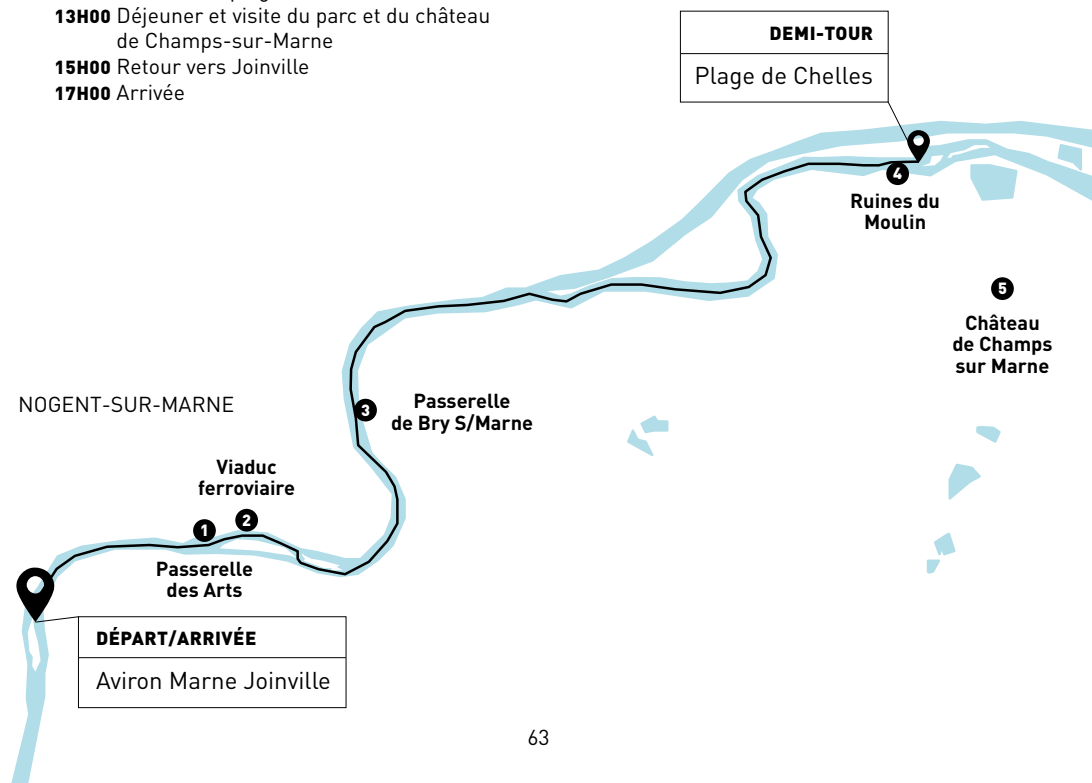 13H00 Déjeuner et visite du parc et du château
de Champs-sur-Marne
15H00 Retour vers Joinville
17H00 Arrivée
DEMI-TOUR
Plage de Chelles
4
Ruines du
Moulin
5
Château
de Champs
sur Marne
NOGENT-SUR-MARNE
3
Passerelle
de Bry S/Marne
Viaduc
ferroviaire
1
2
Passerelle
des Arts
DÉPART/ARRIVÉE
Aviron Marne Joinville
63